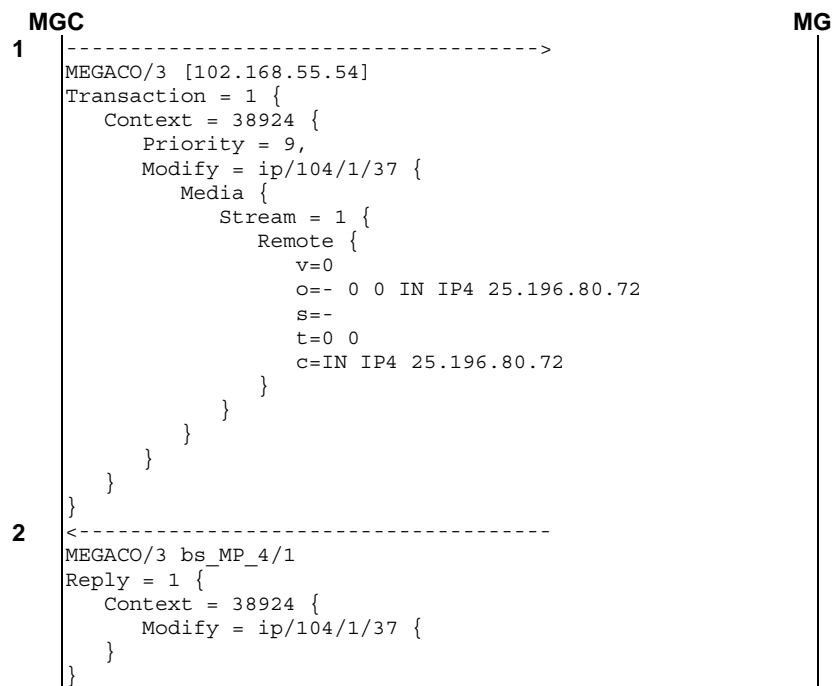 MGC MG
1 ------------------------------------->
MEGACO/3 [102.168.55.54]
Transaction = 1 {
Context = 38924 {
Priority = 9,
Modify = ip/104/1/37 {
Media {
Stream = 1 {
Remote {
v=0
o=- 0 0 IN IP4 25.196.80.72
s=-
t=0 0
c=IN IP4 25.196.80.72
}
}
}
}
}
}
2 <-------------------------------------
MEGACO/3 bs_MP_4/1
Reply = 1 {
Context = 38924 {
Modify = ip/104/1/37 {
}
}